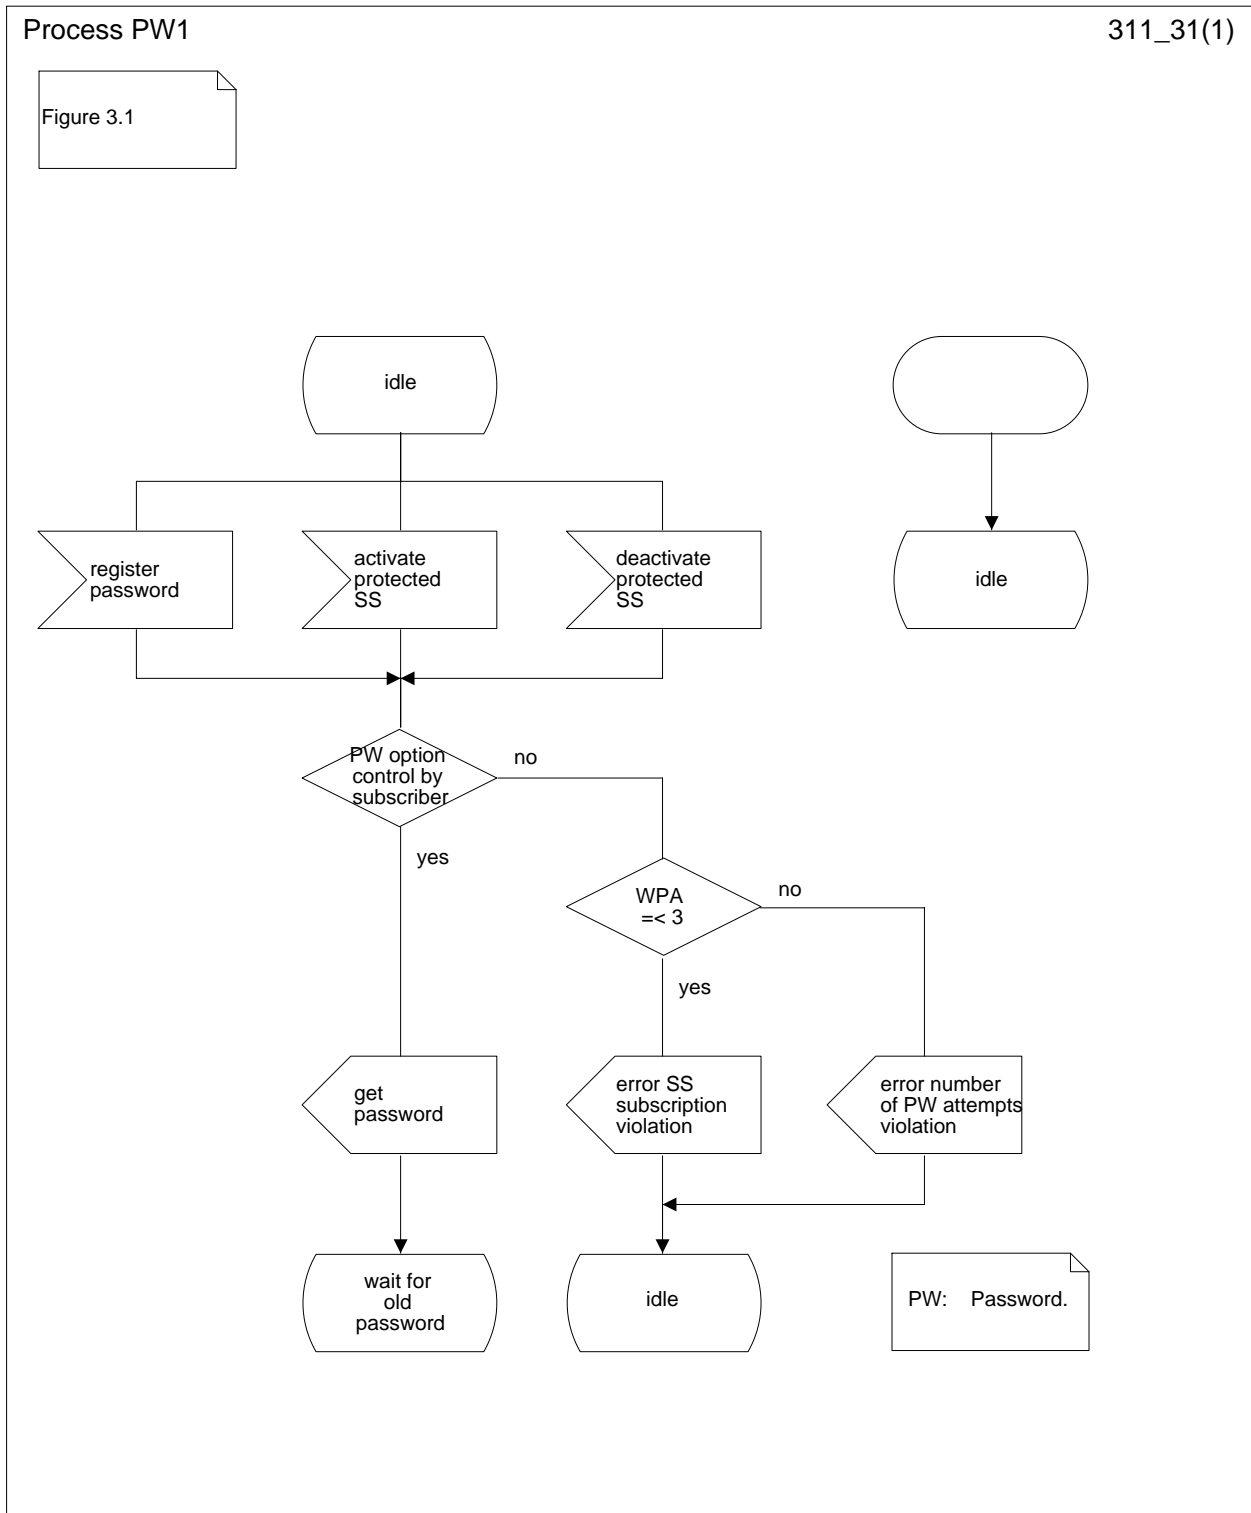 Process PW1
311_31(1)
Figure 3.1
idle
register
password
activate
protected
SS
deactivate
protected
SS
idle
PW option
control by
subscriber
no
yes
WPA
=< 3
no
yes
get
password
error SS
subscription
violation
error number
of PW attempts
violation
wait for
old
password
idle
PW: Password.